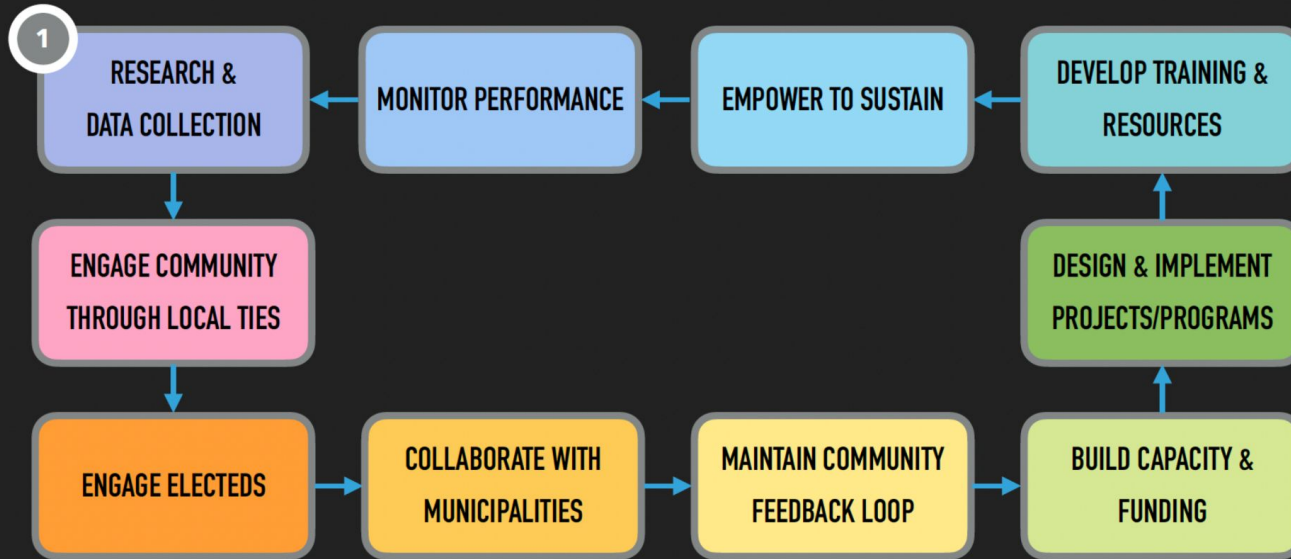 1
RESEARCH &
DATA COLLECTION
MONITOR PERFORMANCE
EMPOWER TO SUSTAIN
DEVELOP TRAINING &
RESOURCES
ENGAGE COMMUNITY
THROUGH LOCAL TIES
DESIGN & IMPLEMENT
PROJECTS/PROGRAMS
ENGAGE ELECTEDS
COLLABORATE WITH
MUNICIPALITIES
MAINTAIN COMMUNITY
FEEDBACK LOOP
BUILD CAPACITY &
FUNDING